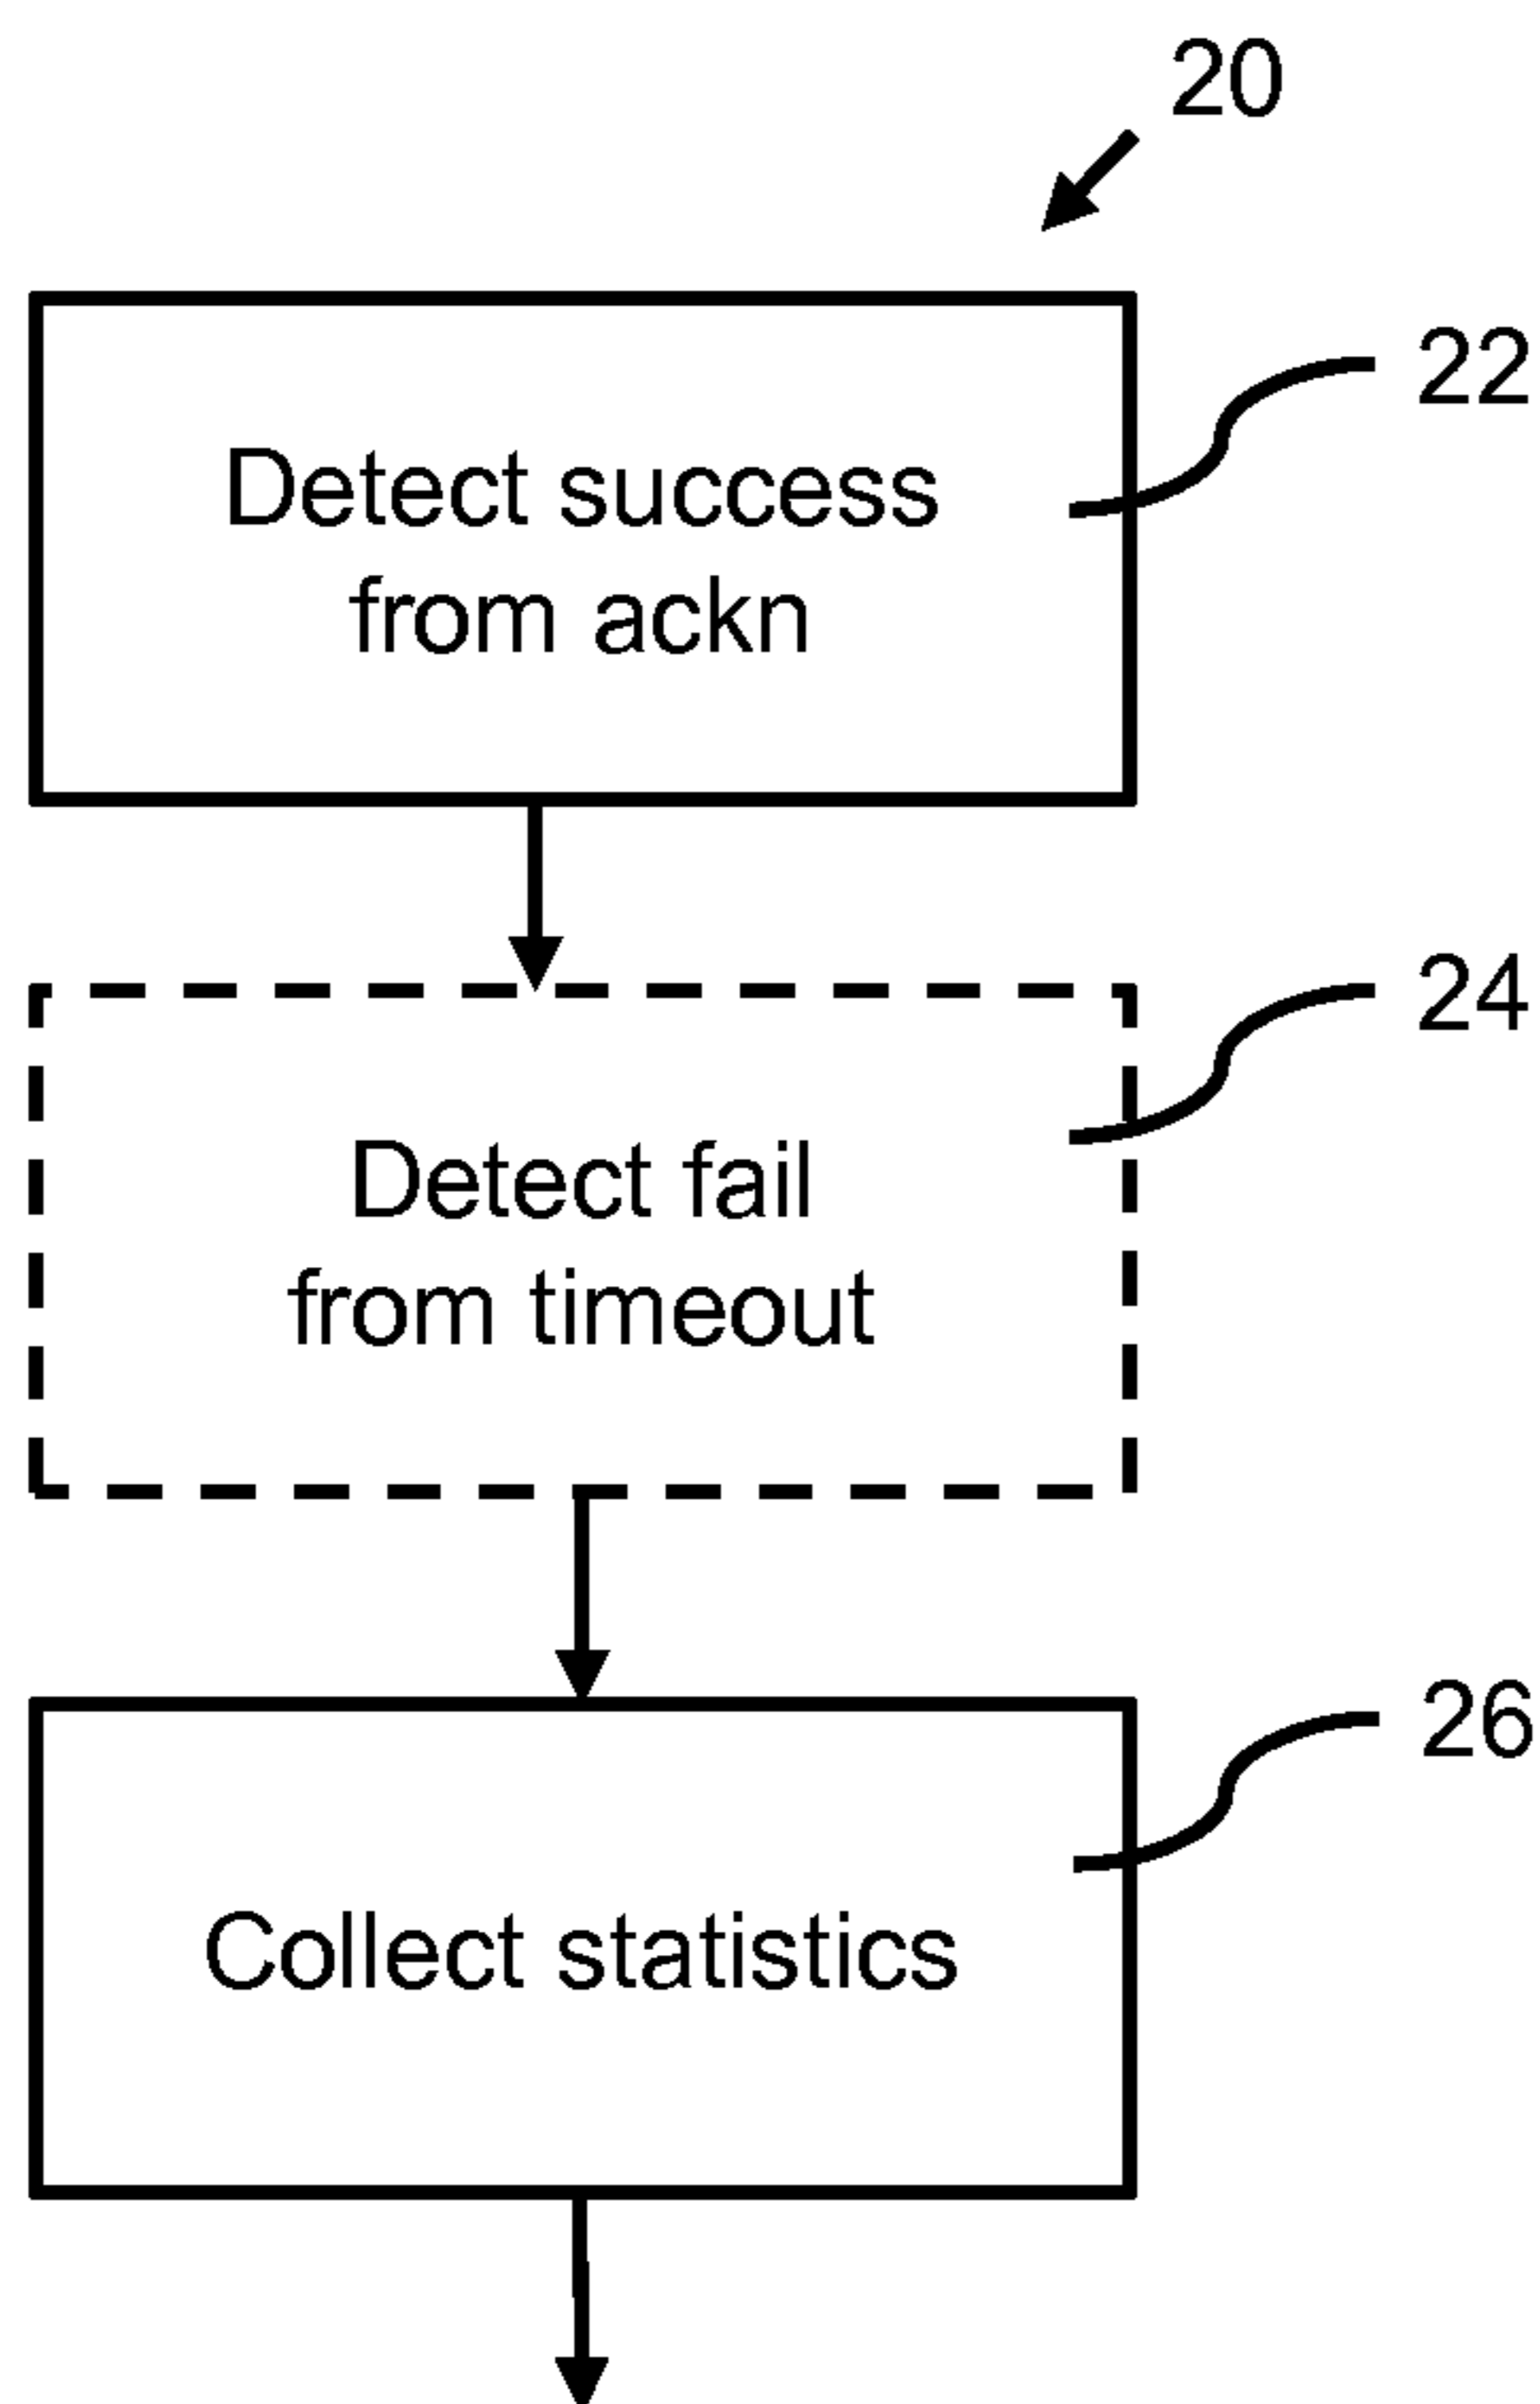 20
22
Detect success
from ackn
24
Detect fail
from timeout
26
Collect statistics